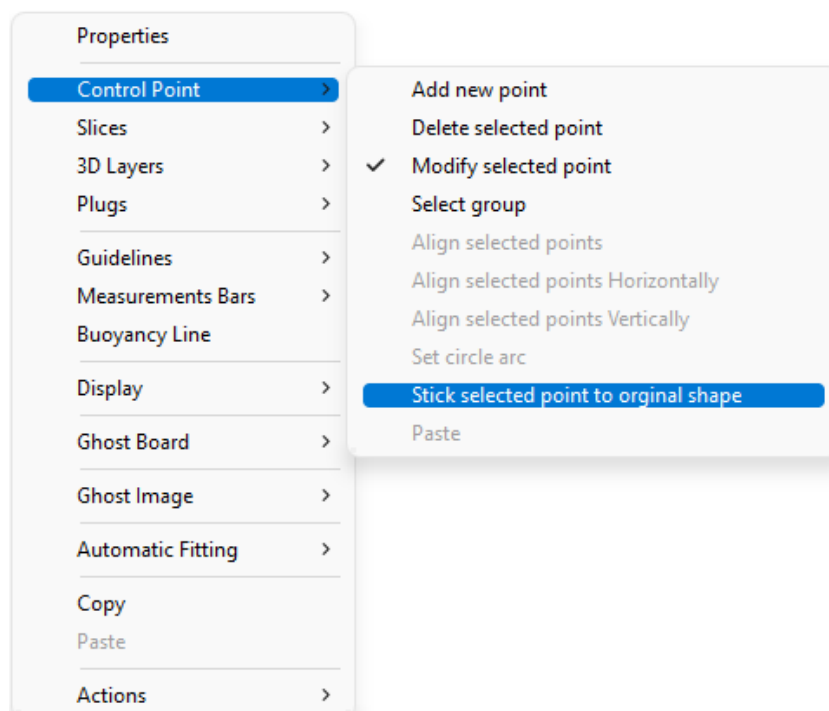 Properties
Control Point
Slices
3D Layers
Plugs
Guidelines
Measurements Bars
Buoyancy Line
Display
Ghost Board
Ghost Image
Automatic Fitting
Copy
Paste
Actions
Add new point
Delete selected point
Modify selected point
Select group
Align selected points
Align selected points Horizontally
Align selected points Vertically
Set circle arc
Stick selected point to orginal shape
Paste